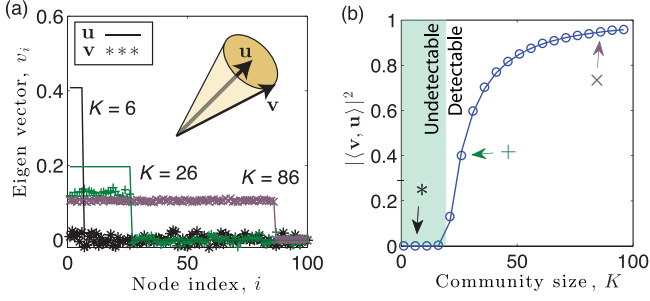 (a)
0.6
0.4
0.2
0
Eigen vector, vᵢ
u
v ***
K = 6
K = 26
K = 86
u
v
0
50
100
Node index, i
(b)
1
0.8
0.6
0.4
0.2
0
|⟨v, u⟩|²
Undetectable
Detectable
*
+
×
0
50
100
Community size, K